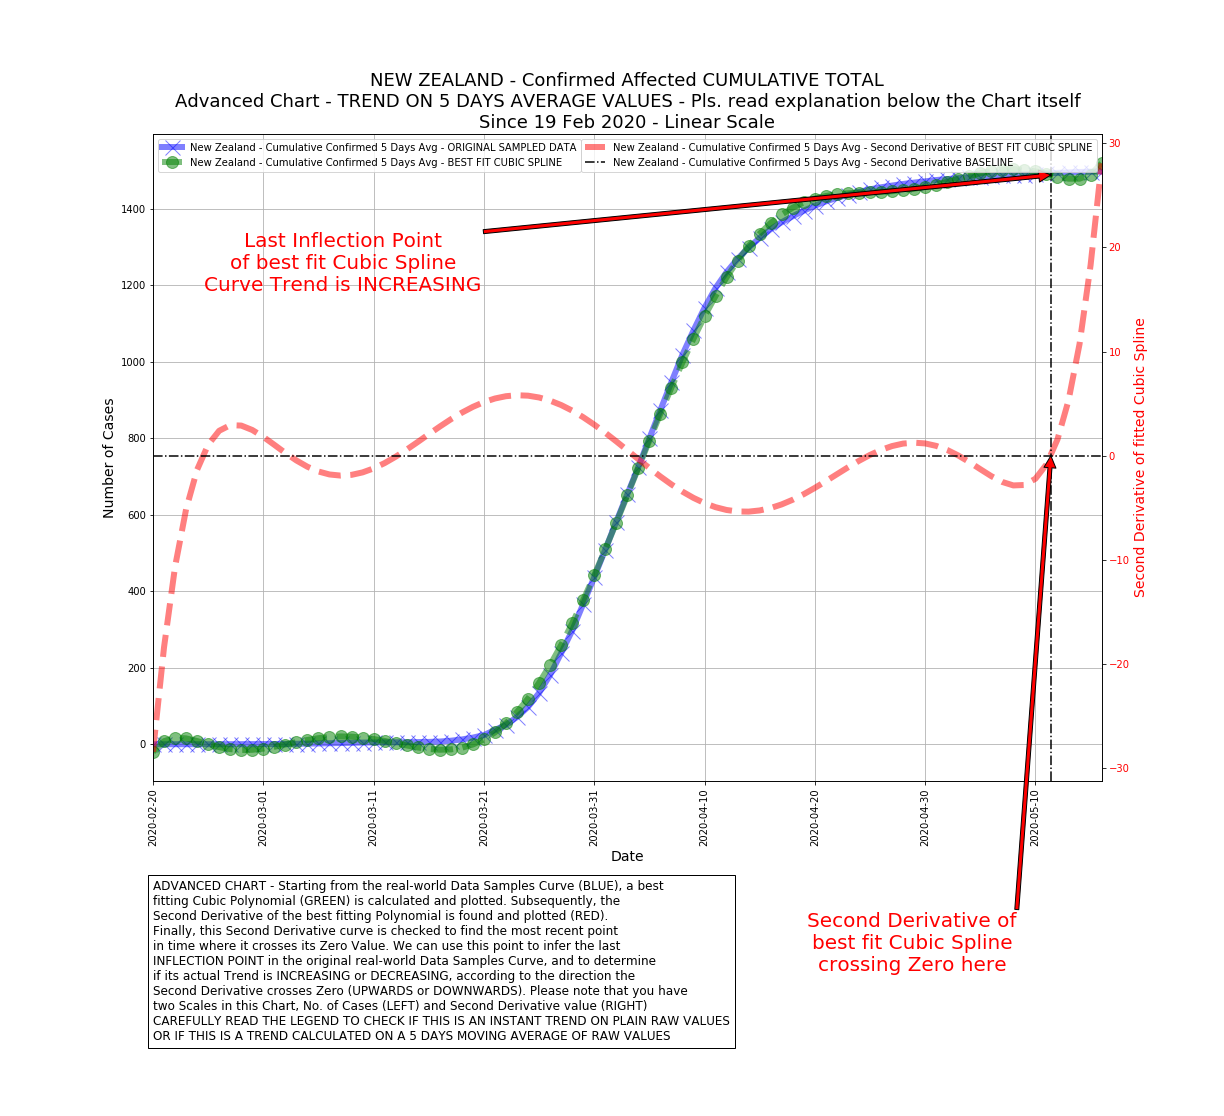 NEW ZEALAND - Confirmed Affected CUMULATIVE TOTAL
Advanced Chart - TREND ON 5 DAYS AVERAGE VALUES - Pls. read explanation below the Chart itself
Since 19 Feb 2020 - Linear Scale
New Zealand - Cumulative Confirmed 5 Days Avg - ORIGINAL SAMPLED DATA
New Zealand - Cumulative Confirmed 5 Days Avg - BEST FIT CUBIC SPLINE
New Zealand - Cumulative Confirmed 5 Days Avg - Second Derivative of BEST FIT CUBIC SPLINE
New Zealand - Cumulative Confirmed 5 Days Avg - Second Derivative BASELINE
Last Inflection Point
of best fit Cubic Spline
Curve Trend is INCREASING
Number of Cases
1400
1200
1000
800
600
400
200
0
30
20
10
0
−10
−20
−30
Second Derivative of fitted Cubic Spline
2020-02-20
2020-03-01
2020-03-11
2020-03-21
2020-03-31
2020-04-10
2020-04-20
2020-04-30
2020-05-10
Date
ADVANCED CHART - Starting from the real-world Data Samples Curve (BLUE), a best
fitting Cubic Polynomial (GREEN) is calculated and plotted. Subsequently, the
Second Derivative of the best fitting Polynomial is found and plotted (RED).
Finally, this Second Derivative curve is checked to find the most recent point
in time where it crosses its Zero Value. We can use this point to infer the last
INFLECTION POINT in the original real-world Data Samples Curve, and to determine
if its actual Trend is INCREASING or DECREASING, according to the direction the
Second Derivative crosses Zero (UPWARDS or DOWNWARDS). Please note that you have
two Scales in this Chart, No. of Cases (LEFT) and Second Derivative value (RIGHT)
CAREFULLY READ THE LEGEND TO CHECK IF THIS IS AN INSTANT TREND ON PLAIN RAW VALUES
OR IF THIS IS A TREND CALCULATED ON A 5 DAYS MOVING AVERAGE OF RAW VALUES
Second Derivative of
best fit Cubic Spline
crossing Zero here